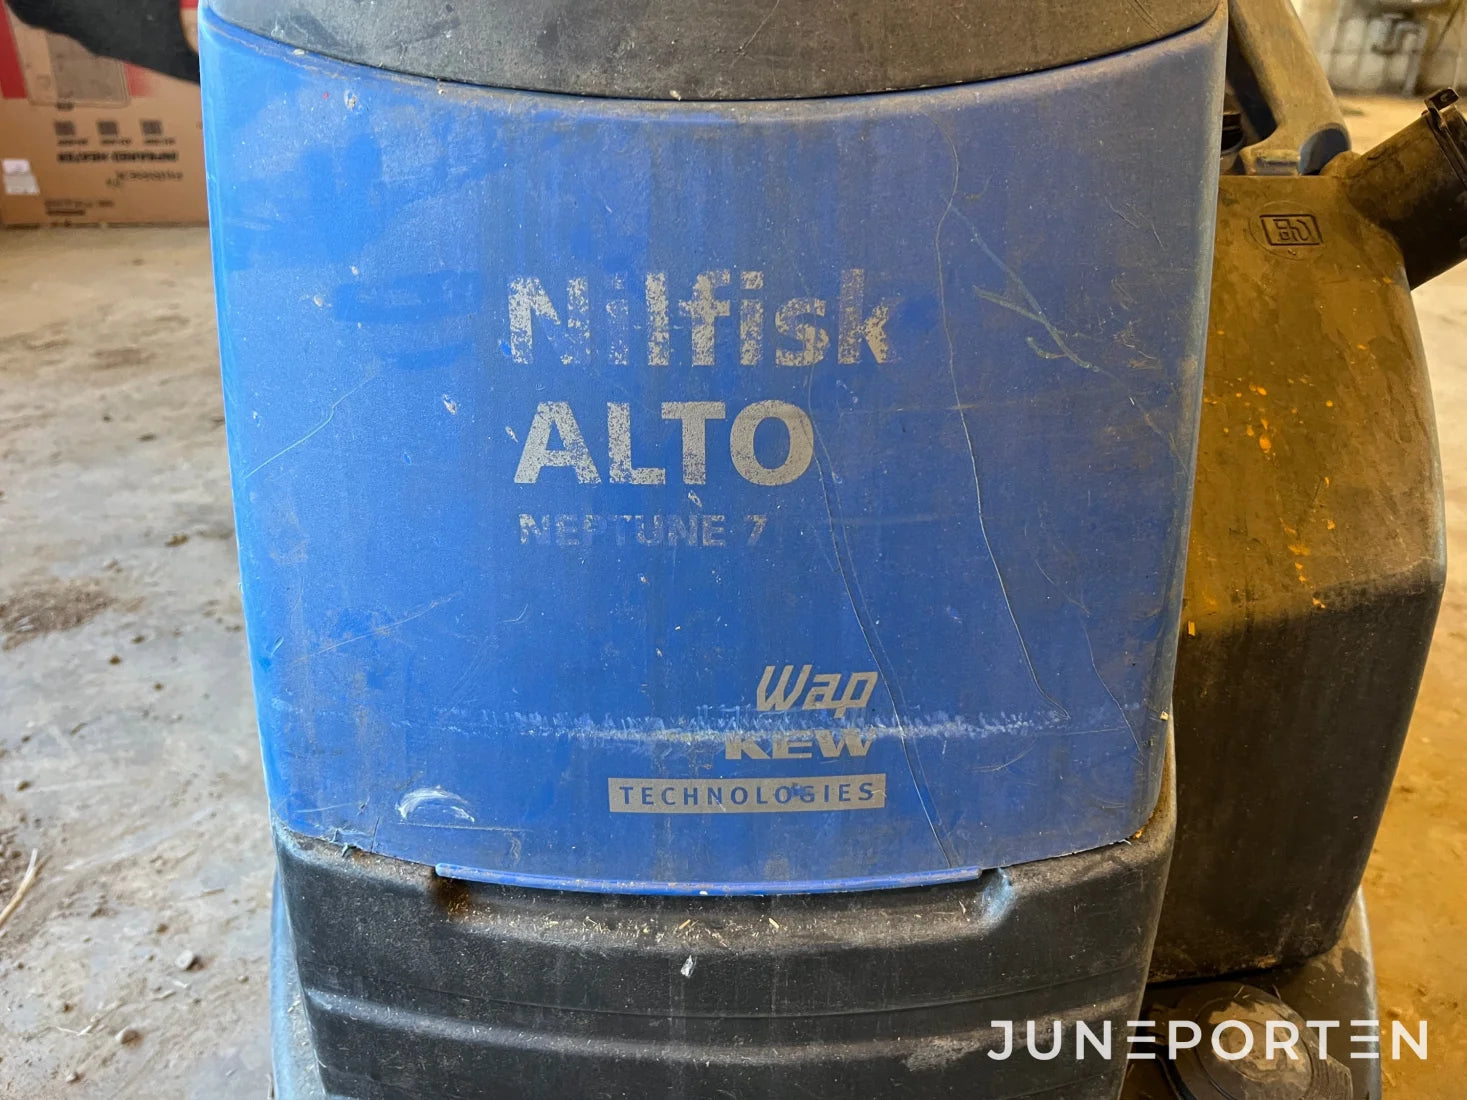 Nilfisk
ALTO
NEPTUNE 7
Wap
KEW
TECHNOLOGIES
JUNEPORTEN